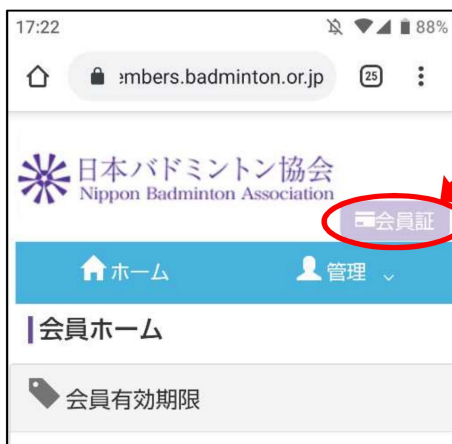 17:22
88%
embers.badminton.or.jp
25
日本バドミントン協会
Nippon Badminton Association
会員証
ホーム
管理
会員ホーム
会員有効期限